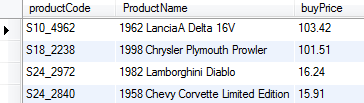 productCode ProductName buyPrice
S10_4962 1962 LanciaA Delta 16V 103.42
S18_2238 1998 Chrysler Plymouth Prowler 101.51
S24_2972 1982 Lamborghini Diablo 16.24
S24_2840 1958 Chevy Corvette Limited Edition 15.91